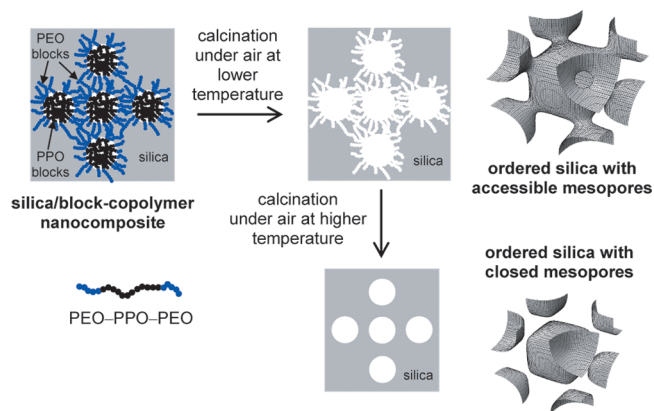 PEO
blocks
PPO
blocks
silica
silica/block-copolymer
nanocomposite
calcination
under air at
lower
temperature
silica
ordered silica with
accessible mesopores
calcination
under air at higher
temperature
ordered silica with
closed mesopores
PEO–PPO–PEO
silica